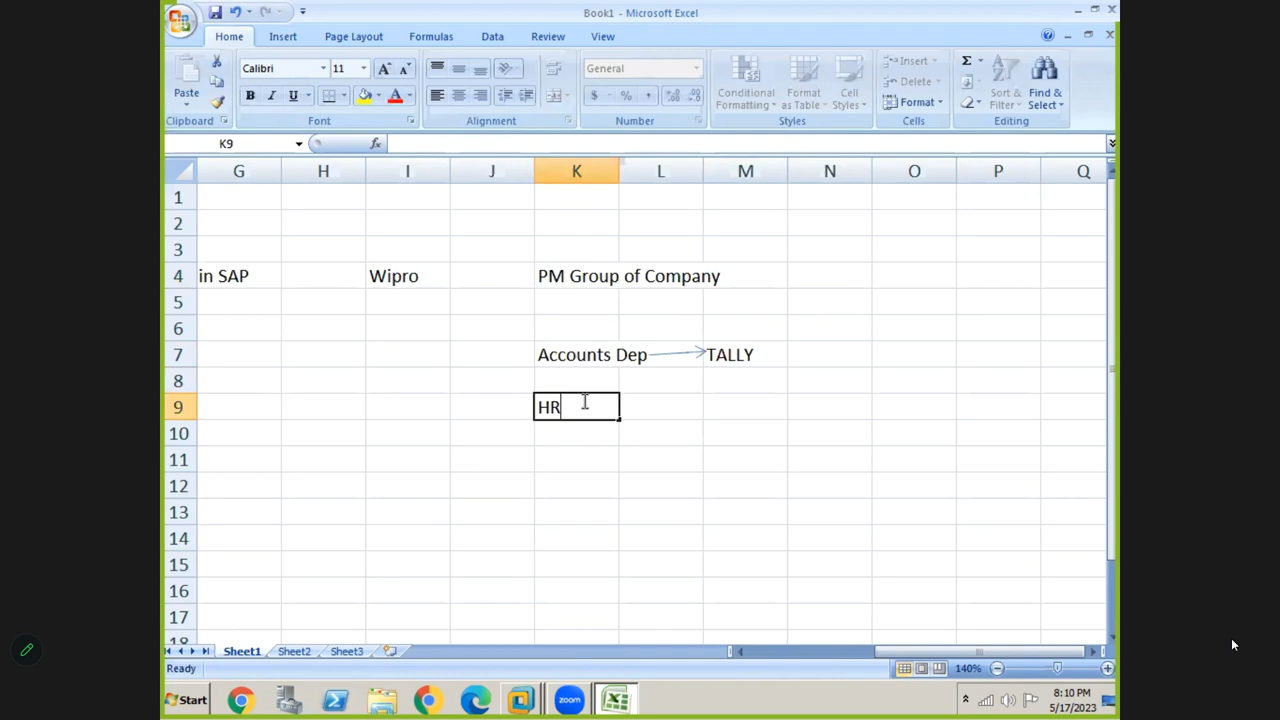 Book1 - Microsoft Excel
Home Insert Page Layout Formulas Data Review View
Paste
Calibri 11
B I U
General
$ % ,
Conditional Formatting
Format as Table
Cell Styles
Insert
Delete
Format
Σ
Sort & Filter
Find & Select
Clipboard Font Alignment Number Styles Cells Editing
K9 fx
G H I J K L M N O P Q
1
2
3
4 in SAP Wipro PM Group of Company
5
6
7 Accounts Dep TALLY
8
9 HR
10
11
12
13
14
15
16
17
18
Sheet1 Sheet2 Sheet3
Ready 140%
Start zoom 8:10 PM
5/17/2023